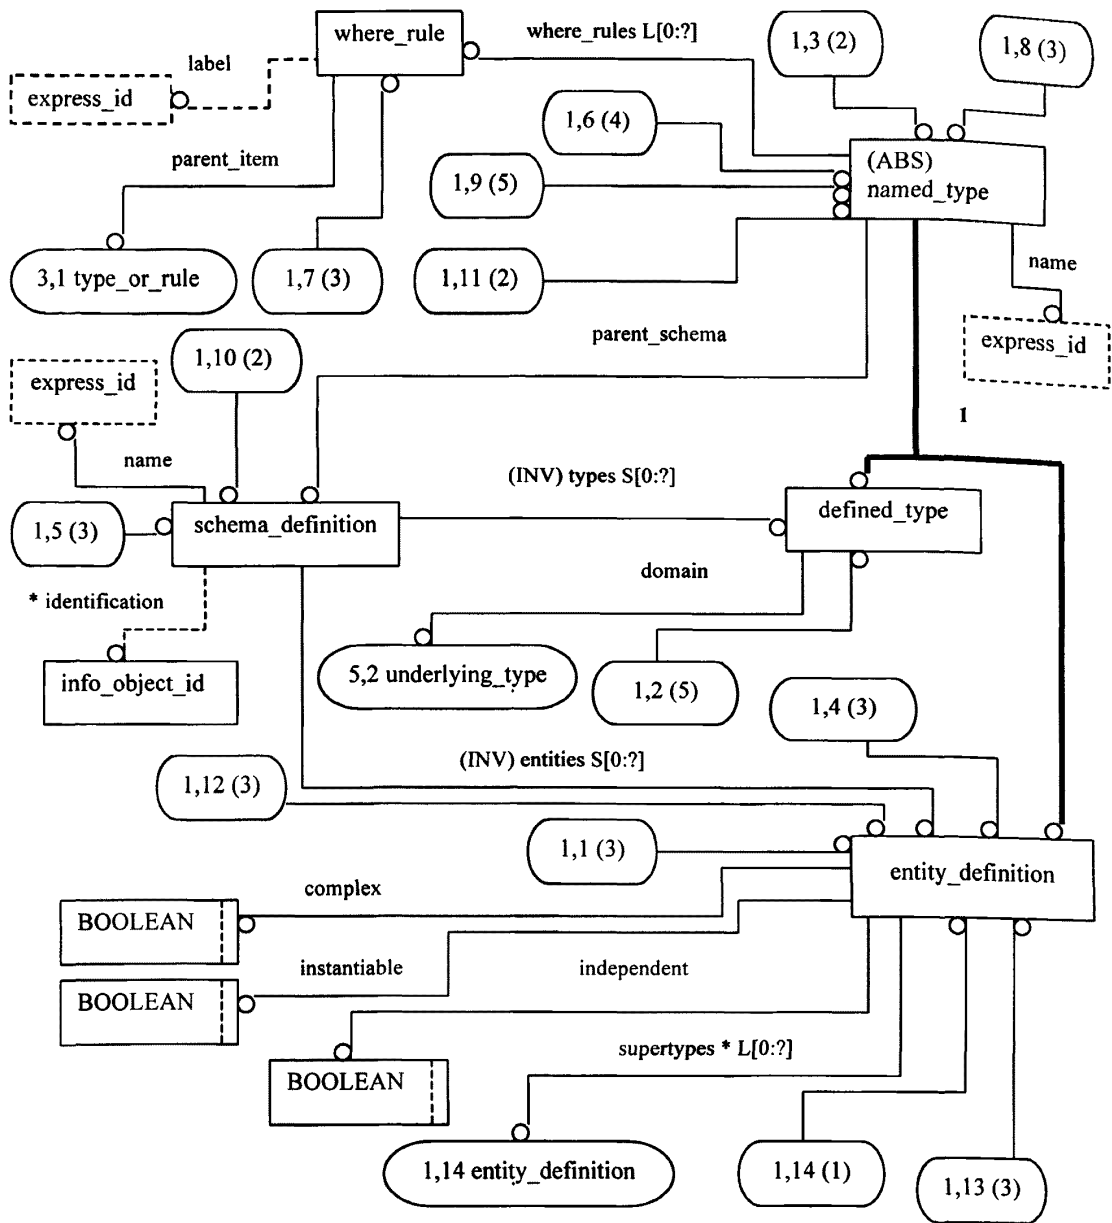 where_rule
where_rules L[0:?]
1,3 (2)
1,8 (3)
label
express_id
1,6 (4)
parent_item
1,9 (5)
(ABS)
named_type
3,1 type_or_rule
1,7 (3)
1,11 (2)
name
express_id
parent_schema
1,10 (2)
express_id
1
name
(INV) types S[0:?]
1,5 (3)
schema_definition
defined_type
domain
* identification
info_object_id
5,2 underlying_type
1,2 (5)
1,4 (3)
(INV) entities S[0:?]
1,12 (3)
1,1 (3)
entity_definition
complex
BOOLEAN
instantiable
independent
BOOLEAN
supertypes * L[0:?]
BOOLEAN
1,14 entity_definition
1,14 (1)
1,13 (3)